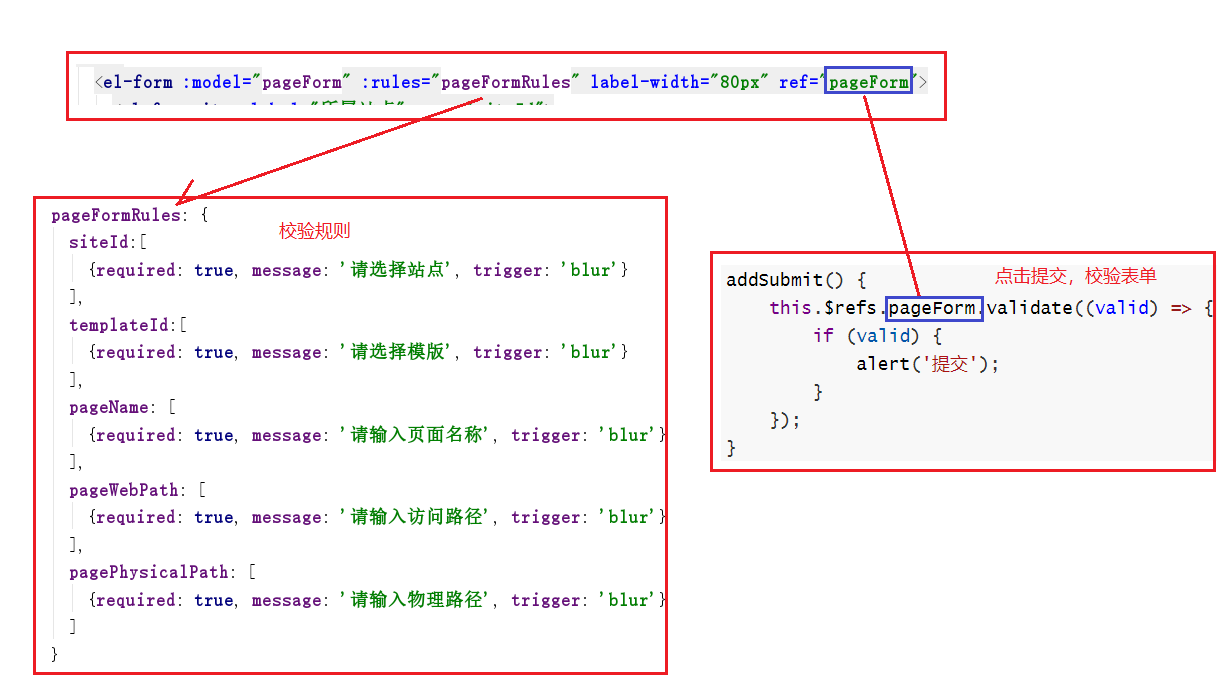 <el-form :model="pageForm" :rules="pageFormRules" label-width="80px" ref="pageForm">
pageFormRules: {
校验规则
siteId:[
{required: true, message: '请选择站点', trigger: 'blur'}
],
templateId:[
{required: true, message: '请选择模版', trigger: 'blur'}
],
pageName: [
{required: true, message: '请输入页面名称', trigger: 'blur'}
],
pageWebPath: [
{required: true, message: '请输入访问路径', trigger: 'blur'}
],
pagePhysicalPath: [
{required: true, message: '请输入物理路径', trigger: 'blur'}
]
}
点击提交，校验表单
addSubmit() {
this.$refs.pageForm.validate((valid) => {
if (valid) {
alert('提交');
}
});
}